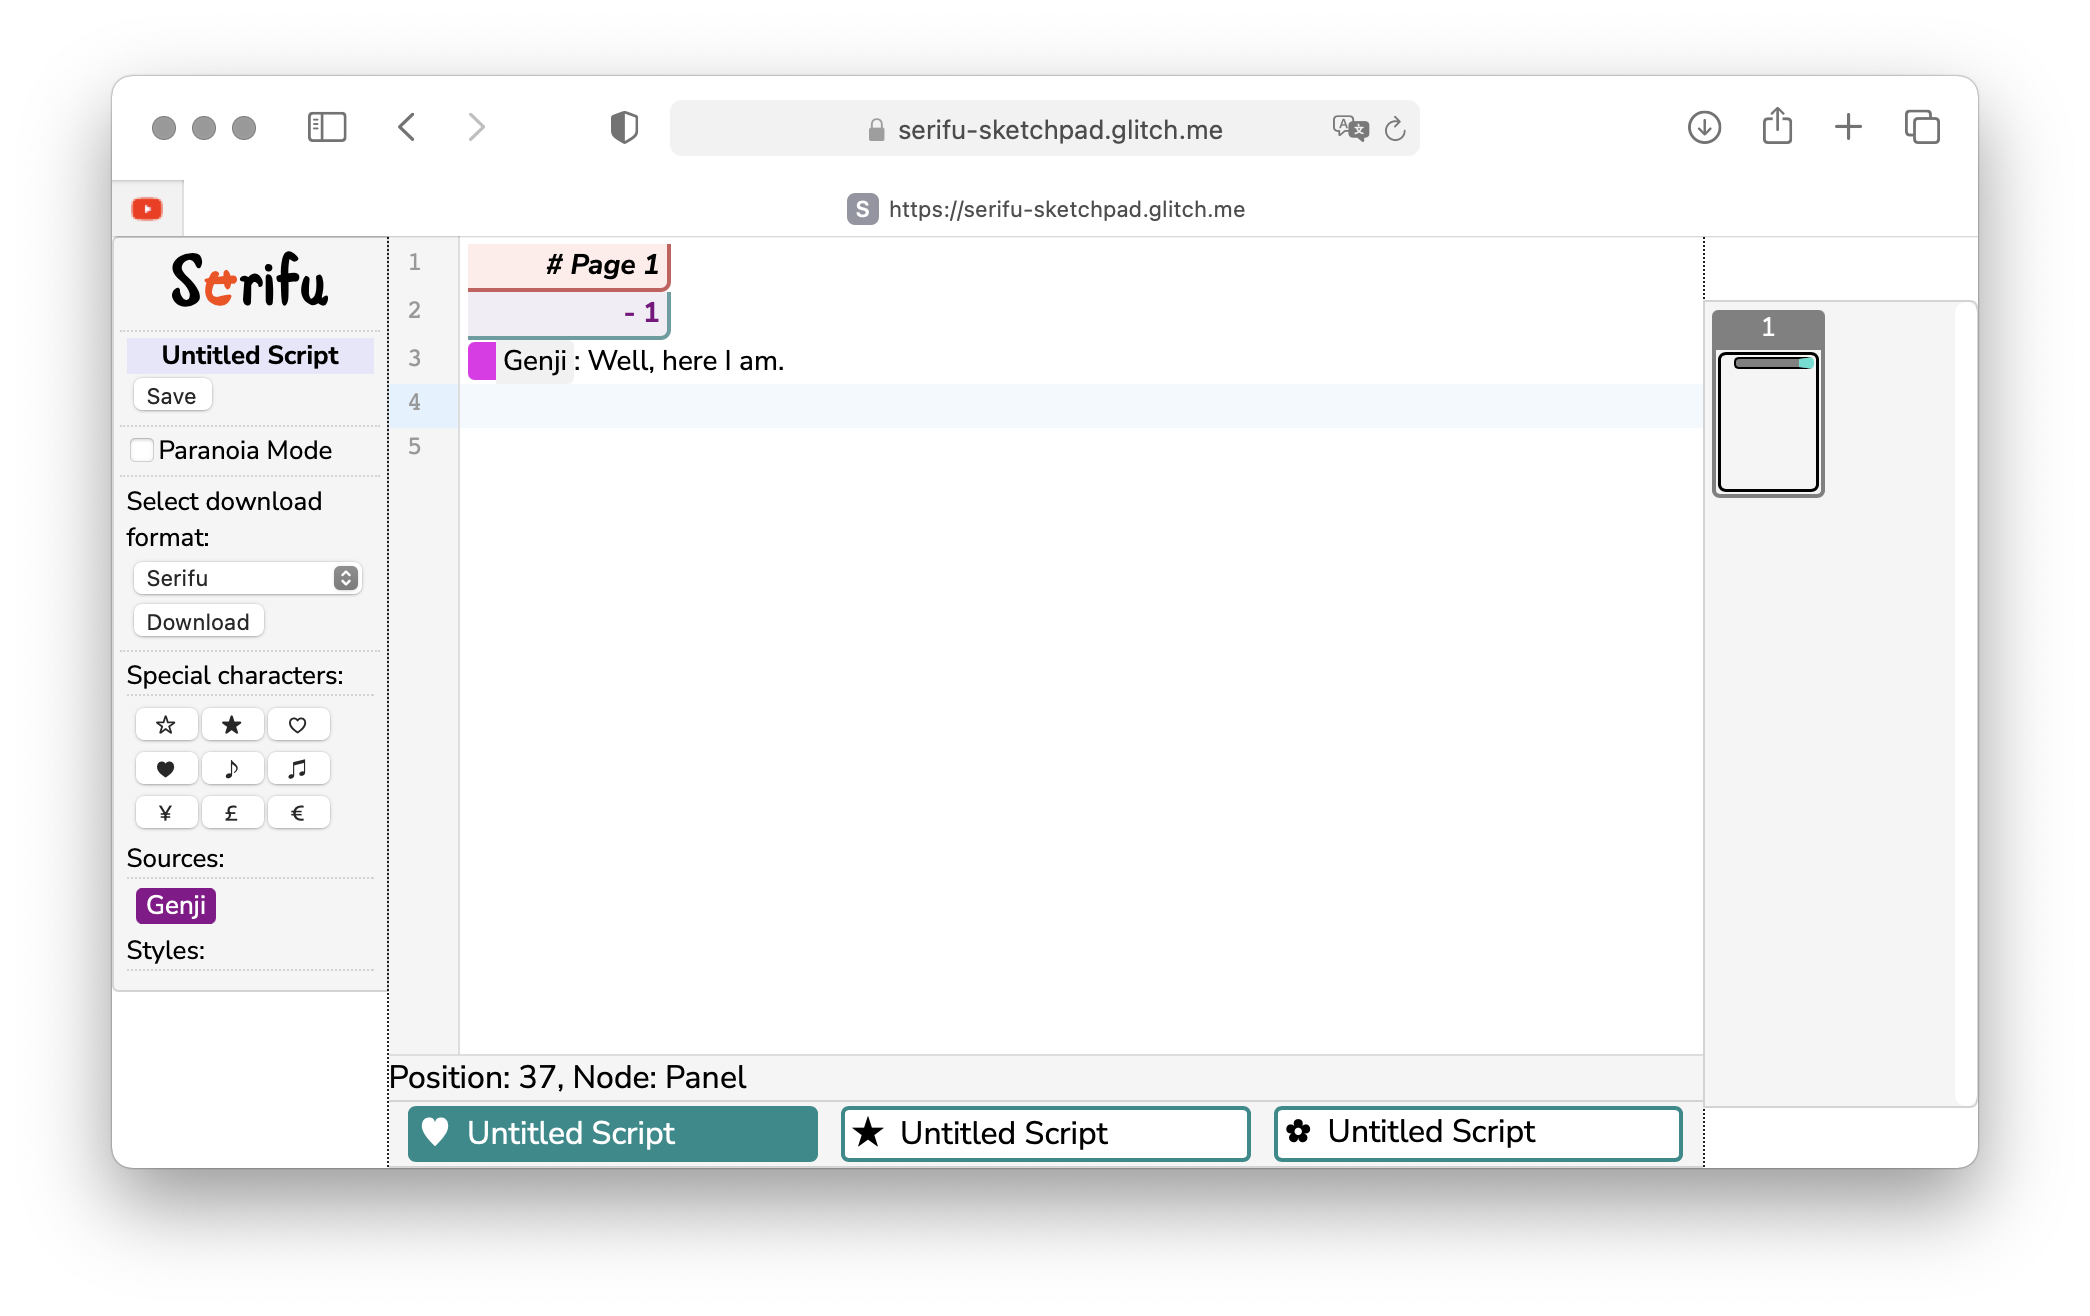 serifu-sketchpad.glitch.me
S https://serifu-sketchpad.glitch.me
Serifu
Untitled Script
Save
Paranoia Mode
Select download
format:
Serifu
Download
Special characters:
☆ ★ ♡
♥ ♪ ♫
¥ £ €
Sources:
Genji
Styles:
1 # Page 1
2 - 1
3 Genji : Well, here I am.
4
5
1
Position: 37, Node: Panel
♥ Untitled Script
★ Untitled Script
✿ Untitled Script